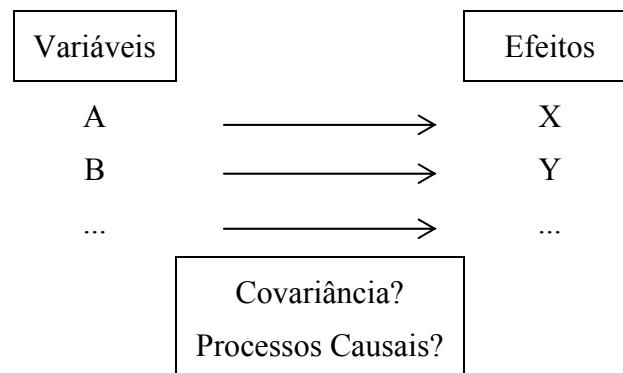 Variáveis Efeitos
A X
B Y
... ...
Covariância?
Processos Causais?